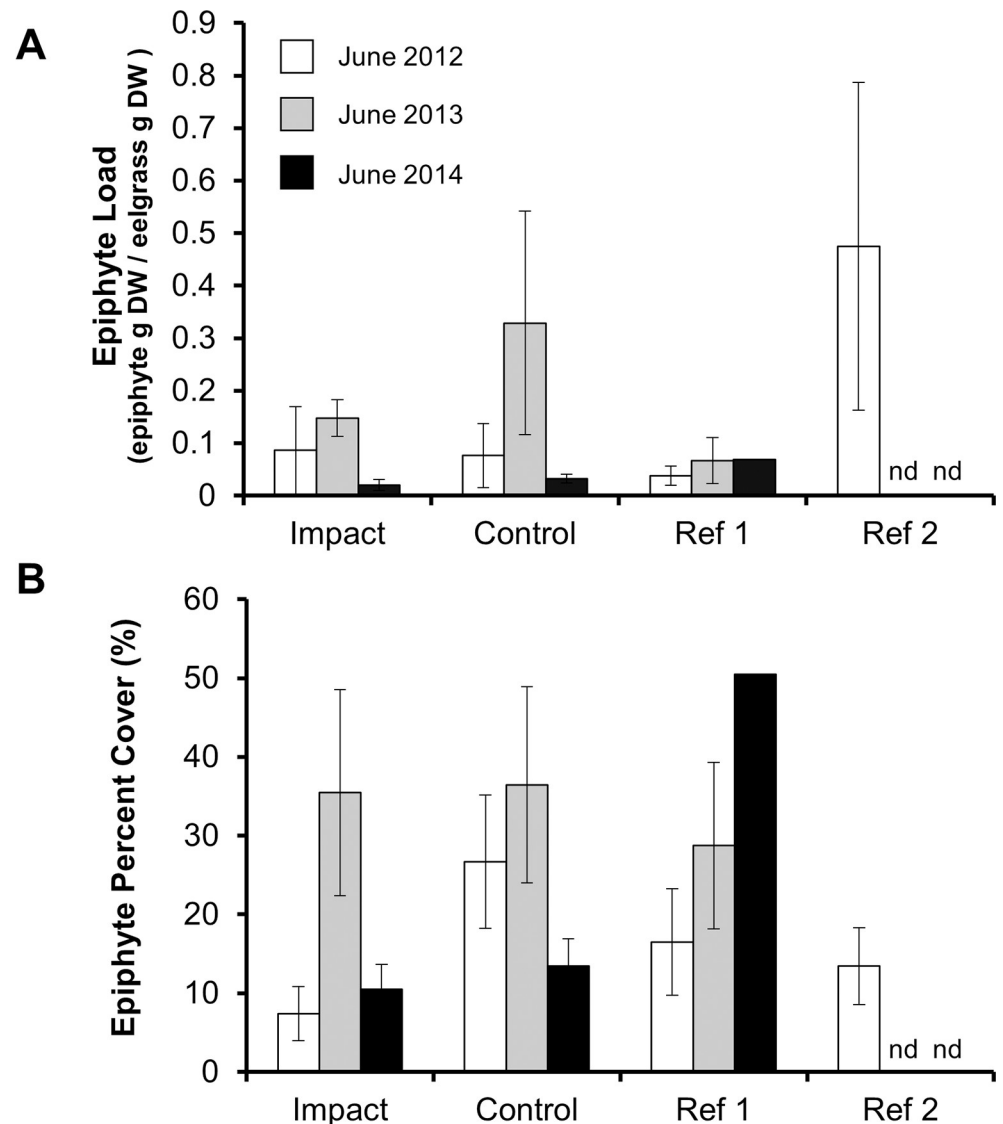 A
Epiphyte Load
(epiphyte g DW / eelgrass g DW )
0.9
0.8
0.7
0.6
0.5
0.4
0.3
0.2
0.1
0
June 2012
June 2013
June 2014
nd nd
Impact Control Ref 1 Ref 2
B
Epiphyte Percent Cover (%)
60
50
40
30
20
10
0
nd nd
Impact Control Ref 1 Ref 2